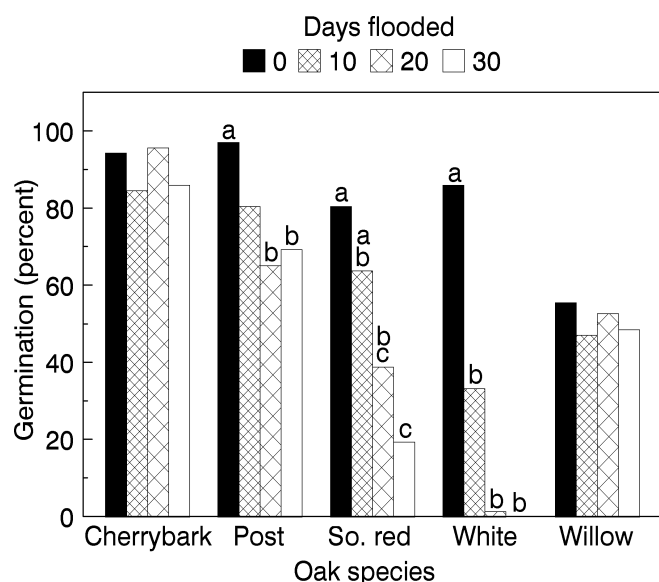 Days flooded
0 10 20 30
Germination (percent)
100
80
60
40
20
0
a
b
b
a
a
b
b
c
c
a
b
b
b
Cherrybark Post So. red White Willow
Oak species